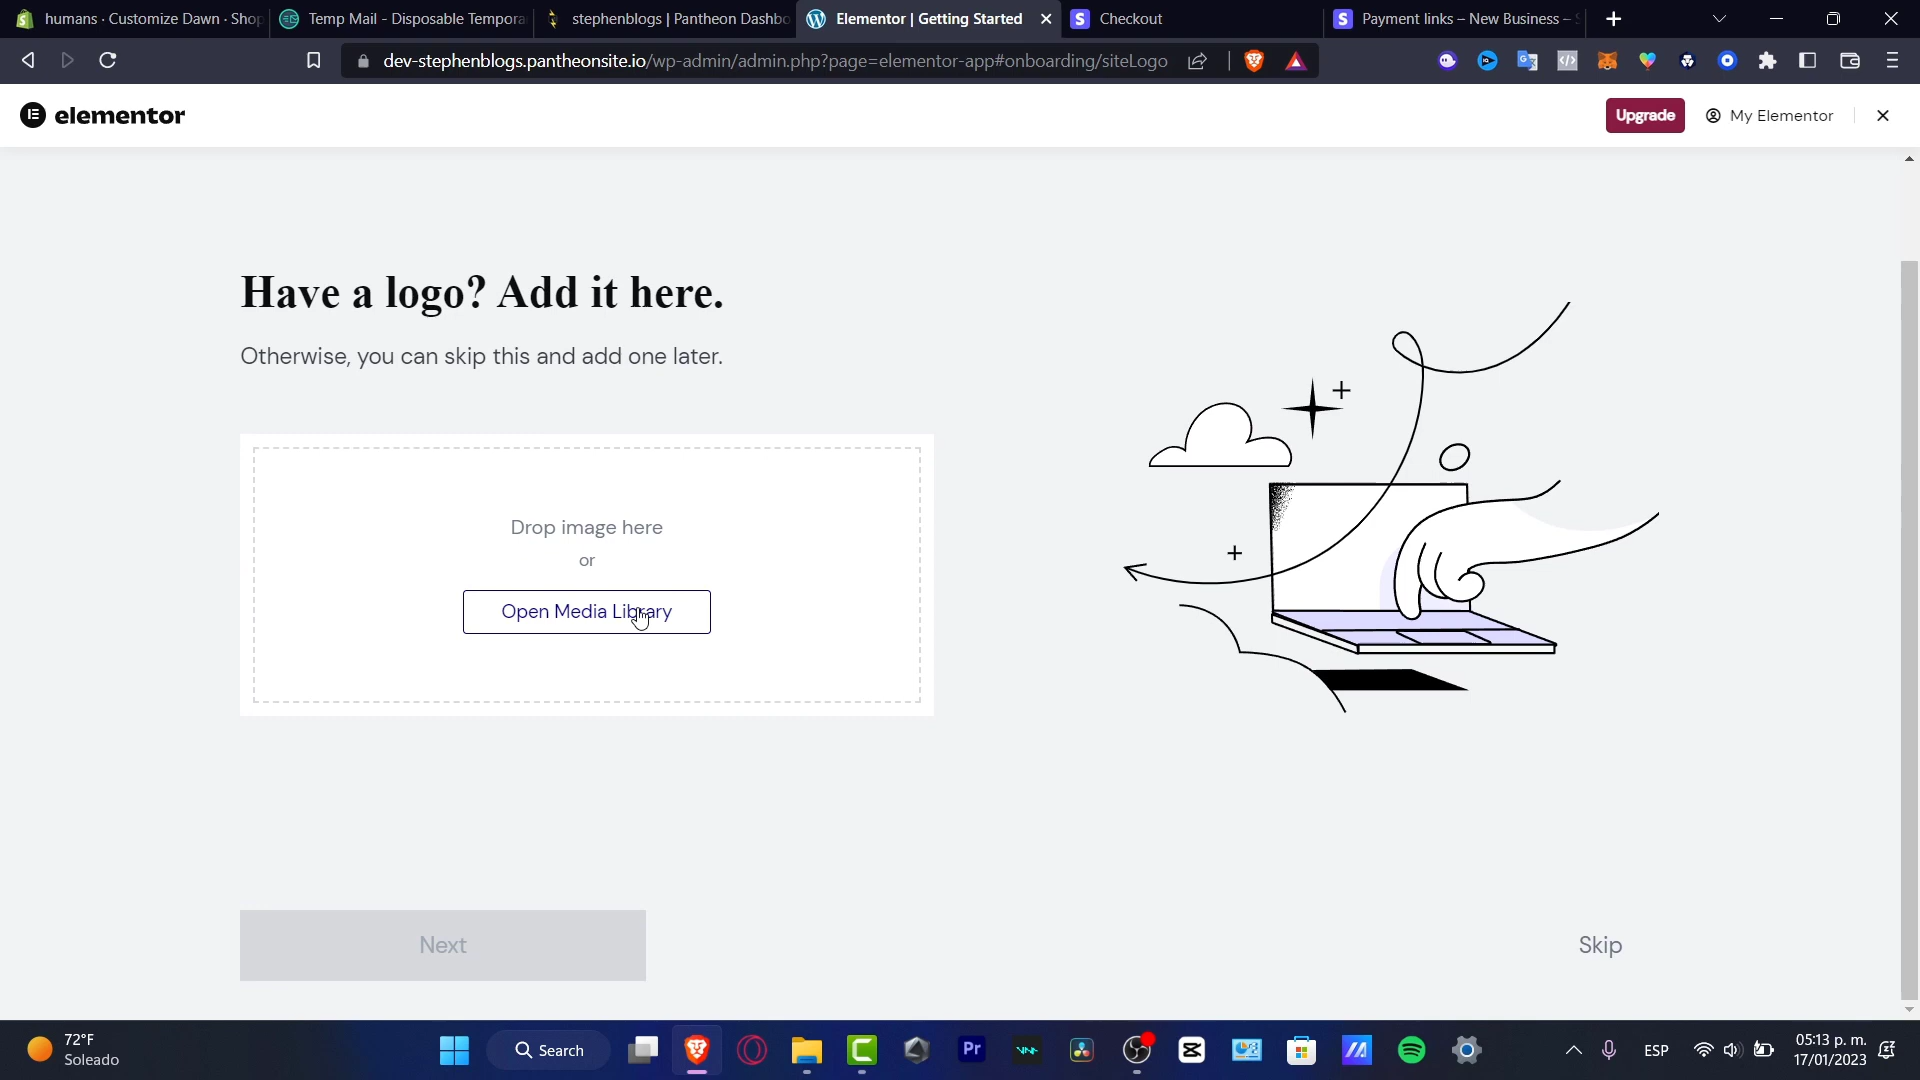 humans · Customize Dawn · Shop
Temp Mail - Disposable Tempora
stephenblogs | Pantheon Dashbo
Elementor | Getting Started
Checkout
Payment links – New Business –
dev-stephenblogs.pantheonsite.io/wp-admin/admin.php?page=elementor-app#onboarding/siteLogo
elementor
Upgrade
My Elementor
Have a logo? Add it here.
Otherwise, you can skip this and add one later.
Drop image here
or
Open Media Library
Next
Skip
72°F
Soleado
Search
Pr
ESP
05:13 p. m.
17/01/2023